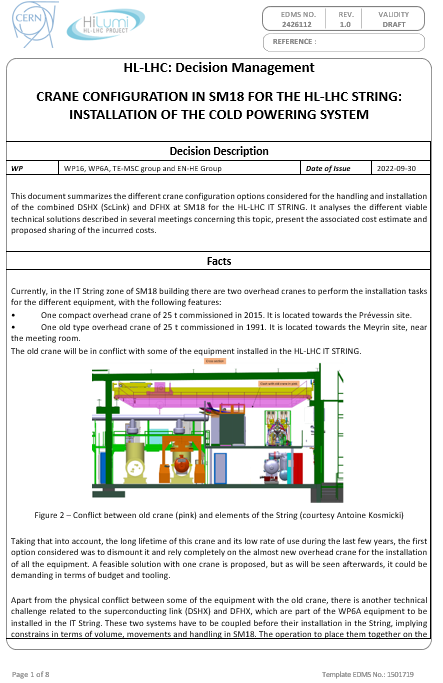 CERN
HiLumi
HL-LHC PROJECT
EDMS NO. REV. VALIDITY
2426112 1.0 DRAFT
REFERENCE :
HL-LHC: Decision Management
CRANE CONFIGURATION IN SM18 FOR THE HL-LHC STRING:
INSTALLATION OF THE COLD POWERING SYSTEM
Decision Description
WP WP16, WP6A, TE-MSC group and EN-HE Group Date of Issue 2022-09-30
This document summarizes the different crane configuration options considered for the handling and installation
of the combined DSHX (ScLink) and DFHX at SM18 for the HL-LHC IT STRING. It analyses the different viable
technical solutions described in several meetings concerning this topic, present the associated cost estimate and
proposed sharing of the incurred costs.
Facts
Currently, in the IT String zone of SM18 building there are two overhead cranes to perform the installation tasks
for the different equipment, with the following features:
• One compact overhead crane of 25 t commissioned in 2015. It is located towards the Prévessin site.
• One old type overhead crane of 25 t commissioned in 1991. It is located towards the Meyrin site, near
the meeting room.
The old crane will be in conflict with some of the equipment installed in the HL-LHC IT STRING.
Figure 2 – Conflict between old crane (pink) and elements of the String (courtesy Antoine Kosmicki)
Taking that into account, the long lifetime of this crane and its low rate of use during the last few years, the first
option considered was to dismount it and rely completely on the almost new overhead crane for the installation
of all the equipment. A feasible solution with one crane is proposed, but as will be seen afterwards, it could be
demanding in terms of budget and tooling.
Apart from the physical conflict between some of the equipment with the old crane, there is another technical
challenge related to the superconducting link (DSHX) and DFHX, which are part of the WP6A equipment to be
installed in the IT String. These two systems have to be coupled before their installation in the String, implying
constrains in terms of volume, movements and handling in SM18. The operation to place them together on the
Page 1 of 8 Template EDMS No.: 1501719